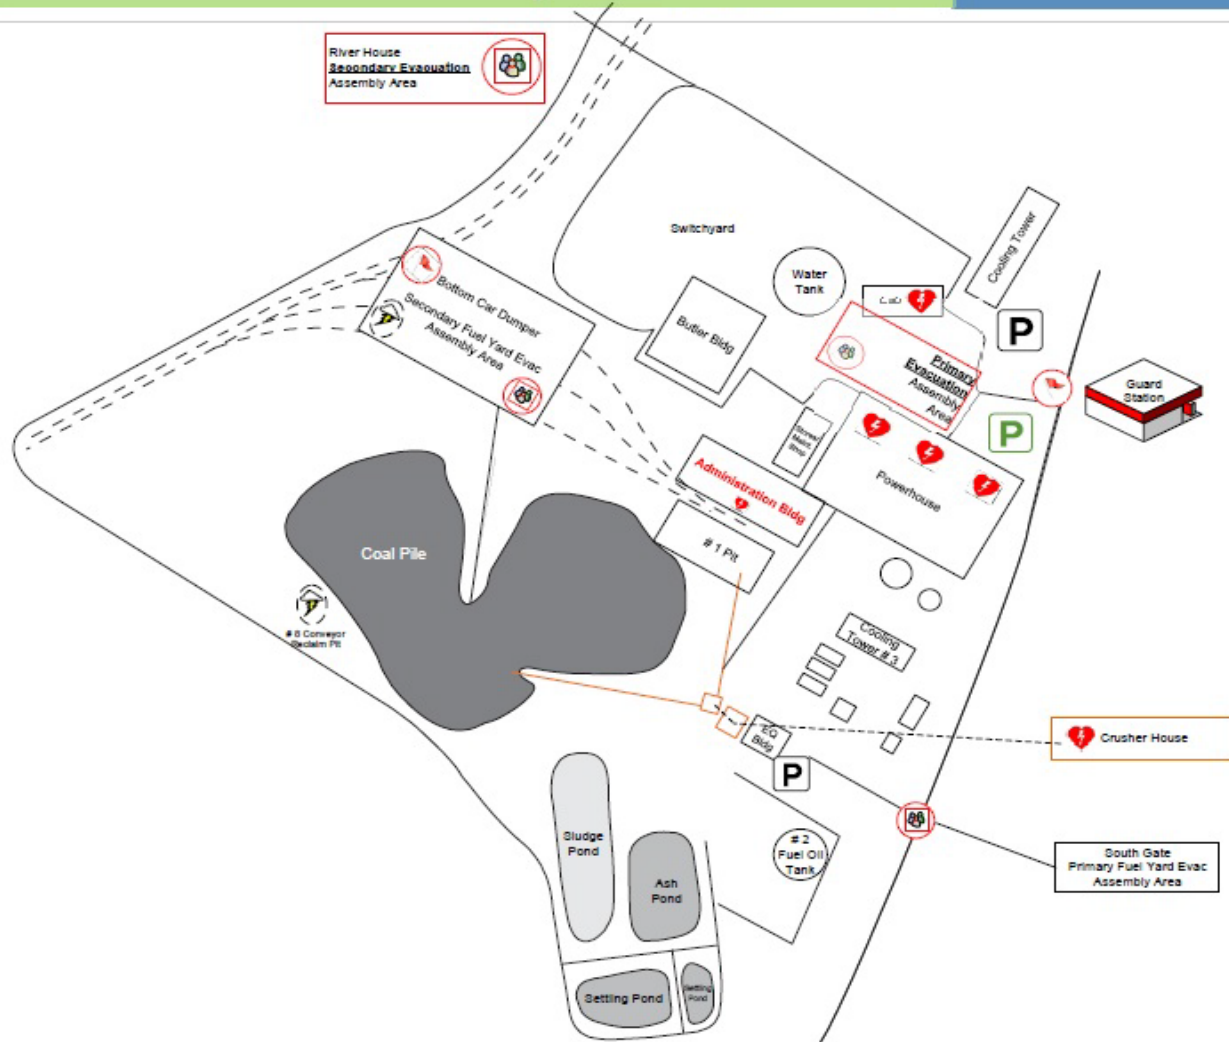 River House
Secondary Evacuation
Assembly Area
Switchyard
Cooling Tower
Water
Tank
Bottom Car Dumper
Secondary Fuel Yard Evac
Assembly Area
Butler Bldg
P
Primary
Evacuation
Assembly
Area
Guard
Station
P
Stores/
Maint.
Shop
Administration Bldg
Powerhouse
# 1 Pit
Coal Pile
# 8 Conveyor
Reclaim Pit
Cooling
Tower # 3
EQ
Bldg
Crusher House
P
Sludge
Pond
# 2
Fuel Oil
Tank
South Gate
Primary Fuel Yard Evac
Assembly Area
Ash
Pond
Settling Pond
Settling
Pond